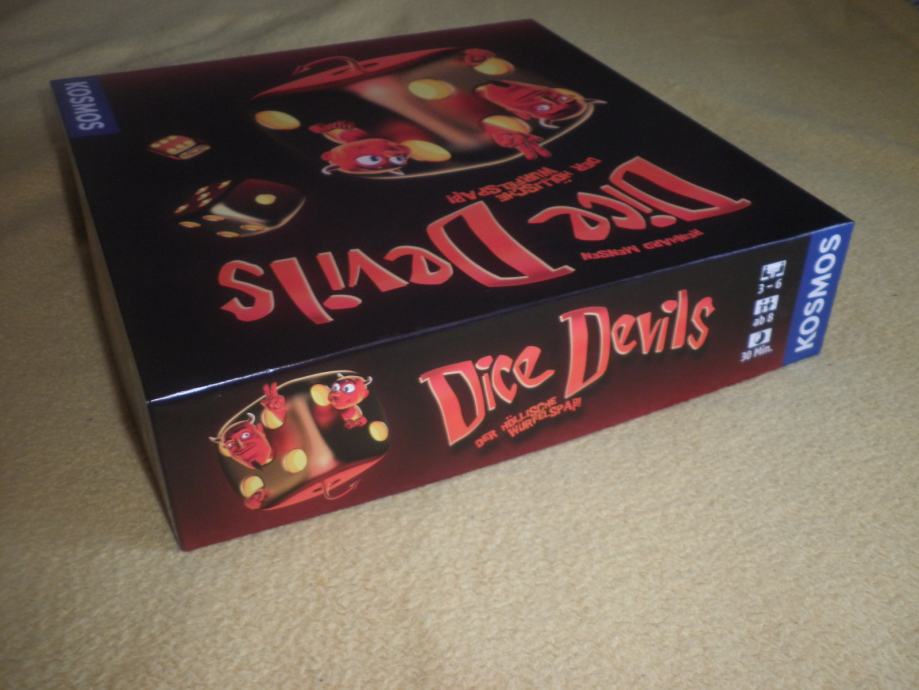 KOSMOS
REINHARD
Dice Devils
DER HÖLLISCHE
WÜRFELSPAß!
Dice Devils
DER HÖLLISCHE
WÜRFELSPAß!
3 - 6
ab 8
30 Min.
KOSMOS